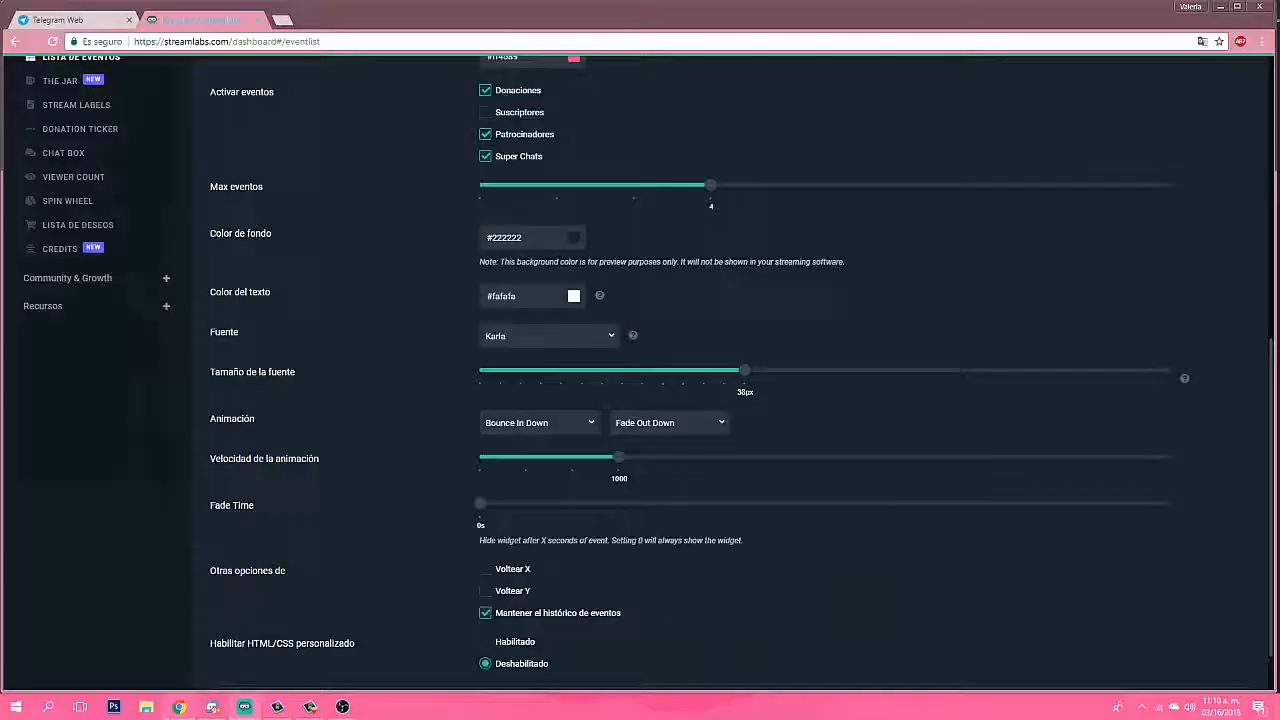 Valeria
Telegram Web
Es seguro https://streamlabs.com/dashboard#/eventlist
LISTA DE EVENTOS
THE JAR NEW
STREAM LABELS
DONATION TICKER
CHAT BOX
VIEWER COUNT
SPIN WHEEL
LISTA DE DESEOS
CREDITS NEW
Community & Growth +
Recursos +
Activar eventos
Donaciones
Suscriptores
Patrocinadores
Super Chats
Max eventos
4
Color de fondo
#222222
Note: This background color is for preview purposes only. It will not be shown in your streaming software.
Color del texto
#fafafa ?
Fuente
Karla ?
Tamaño de la fuente
?
38px
Animación
Bounce In Down Fade Out Down
Velocidad de la animación
1000
Fade Time
0s
Hide widget after X seconds of event. Setting 0 will always show the widget.
Otras opciones de
Voltear X
Voltear Y
Mantener el histórico de eventos
Habilitar HTML/CSS personalizado
Habilitado
Deshabilitado
Ps
11:10 a. m.
03/16/2018